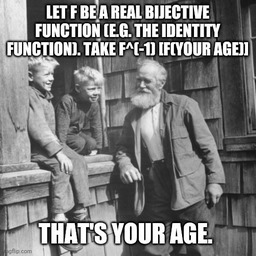 LET F BE A REAL BIJECTIVE
FUNCTION (E.G. THE IDENTITY
FUNCTION). TAKE F^(-1) [F(YOUR AGE)]
THAT'S YOUR AGE.
imgflip.com